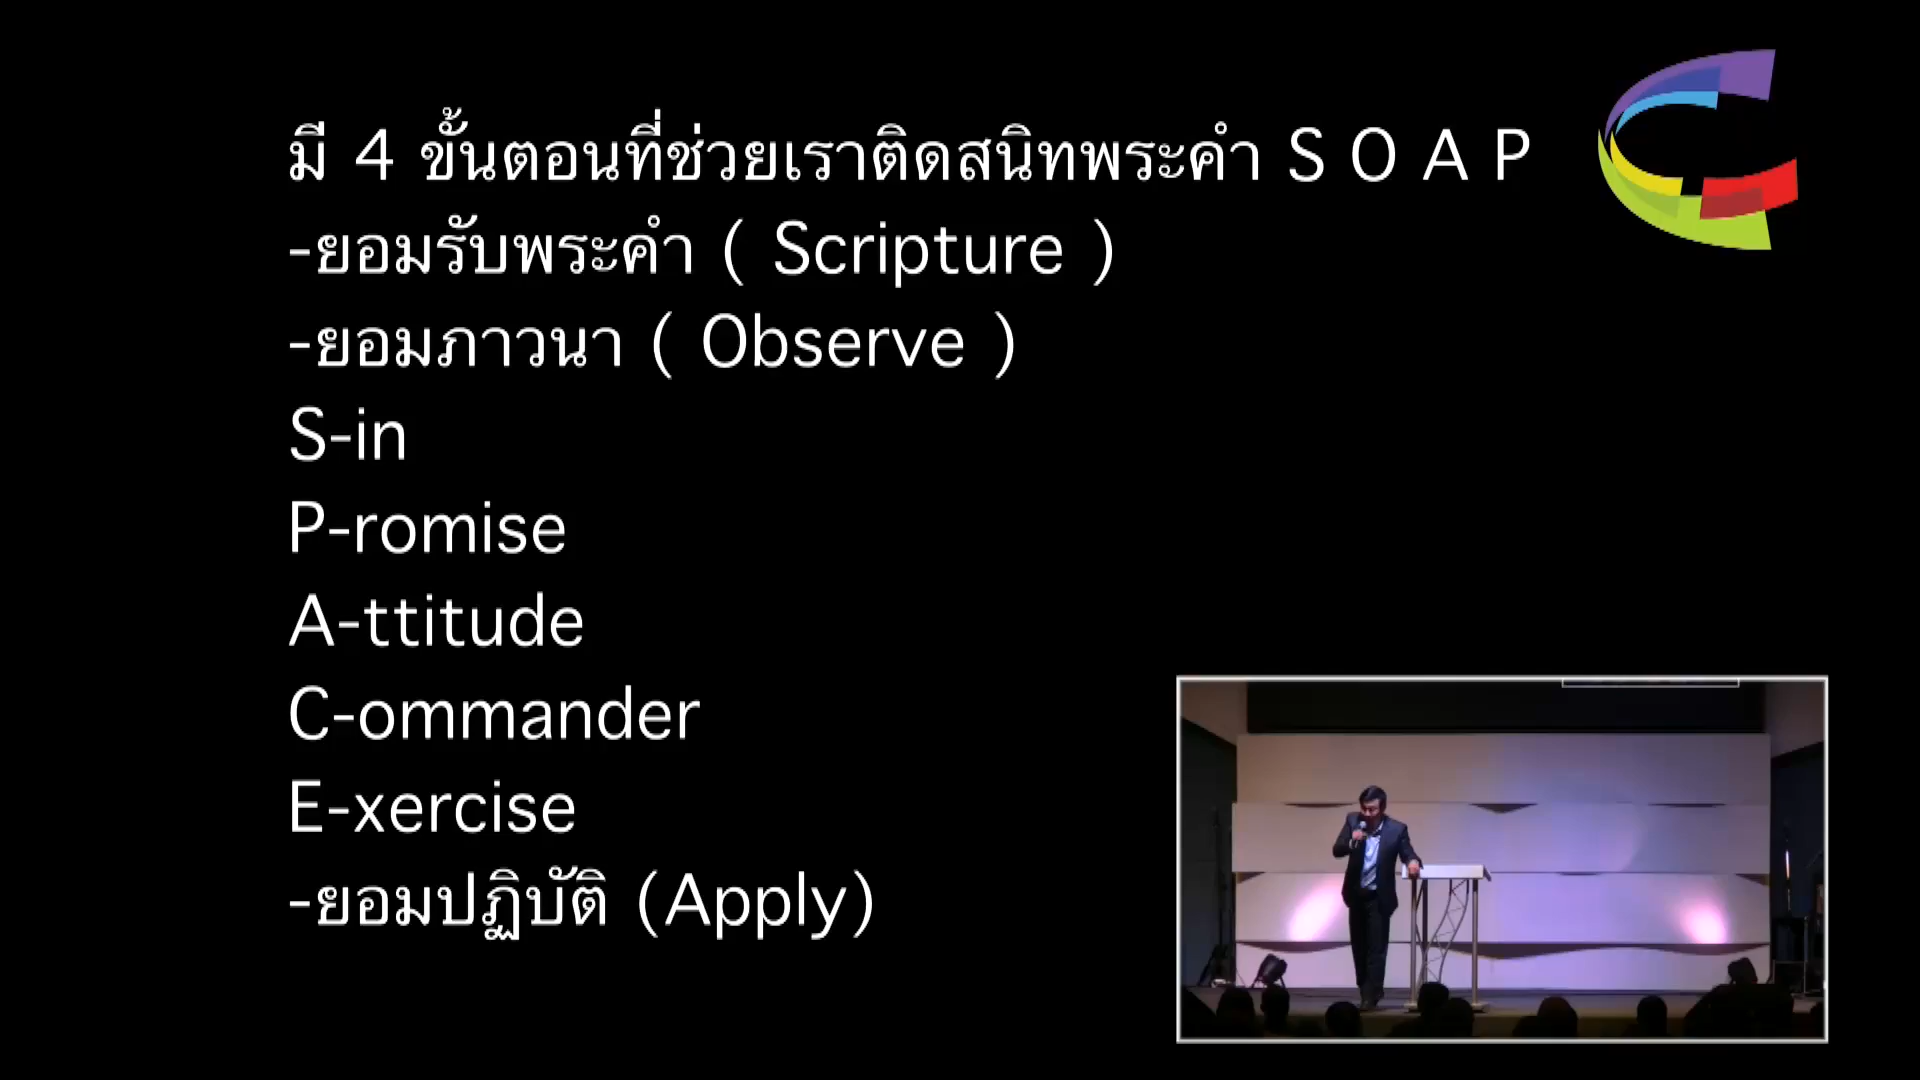 มี 4 ขั้นตอนที่ช่วยเราติดสนิทพระคำ S O A P
-ยอมรับพระคำ ( Scripture )
-ยอมภาวนา ( Observe )
S-in
P-romise
A-ttitude
C-ommander
E-xercise
-ยอมปฏิบัติ (Apply)